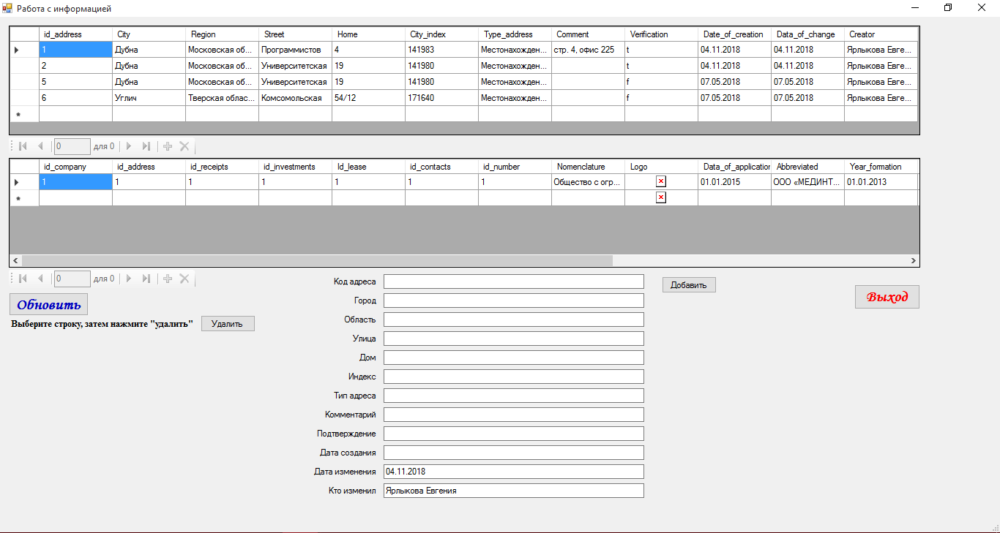 Работа с информацией
id_address City Region Street Home City_index Type_address Comment Verification Date_of_creation Data_of_change Creator
1 Дубна Московская об... Программистов 4 141983 Местонахожден... стр. 4, офис 225 t 04.11.2018 04.11.2018 Ярлыкова Евге...
2 Дубна Московская об... Университетская 19 141980 Местонахожден... t 04.11.2018 04.11.2018 Ярлыкова Евге...
5 Дубна Московская об... Университетская 19 141980 Местонахожден... f 07.05.2018 07.05.2018 Ярлыкова Евге...
6 Углич Тверская облас... Комсомольская 54/12 171640 Местонахожден... f 07.05.2018 07.05.2018 Ярлыкова Евге...
0 для 0
id_company id_address id_receipts id_investments Id_lease id_contacts id_number Nomenclature Logo Data_of_application Abbreviated Year_formation
1 1 1 1 1 1 1 Общество с огр... 01.01.2015 ООО «МЕДИНТ... 01.01.2013
0 для 0
Код адреса
Добавить
Выход
Обновить
Город
Область
Выберите строку, затем нажмите "удалить" Удалить
Улица
Дом
Индекс
Тип адреса
Комментарий
Подтверждение
Дата создания
Дата изменения 04.11.2018
Кто изменил Ярлыкова Евгения